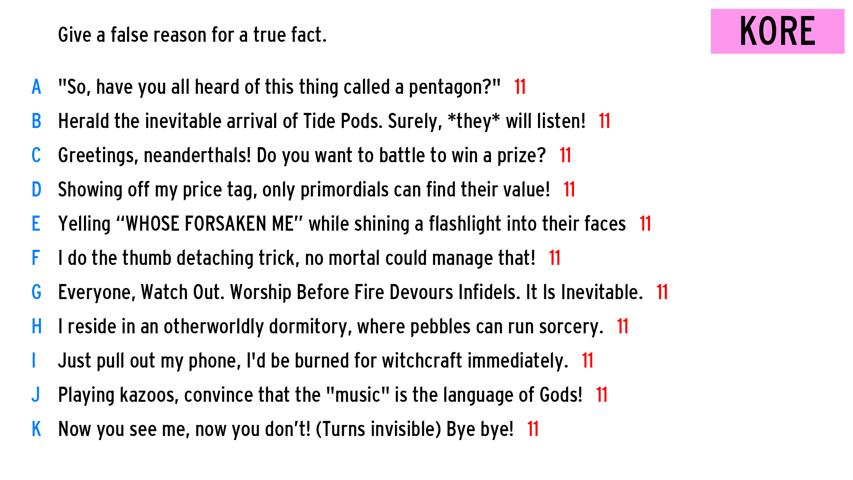 Give a false reason for a true fact.
KORE
A "So, have you all heard of this thing called a pentagon?" 11
B Herald the inevitable arrival of Tide Pods. Surely, *they* will listen! 11
C Greetings, neanderthals! Do you want to battle to win a prize? 11
D Showing off my price tag, only primordials can find their value! 11
E Yelling “WHOSE FORSAKEN ME” while shining a flashlight into their faces 11
F I do the thumb detaching trick, no mortal could manage that! 11
G Everyone, Watch Out. Worship Before Fire Devours Infidels. It Is Inevitable. 11
H I reside in an otherworldly dormitory, where pebbles can run sorcery. 11
I Just pull out my phone, I'd be burned for witchcraft immediately. 11
J Playing kazoos, convince that the "music" is the language of Gods! 11
K Now you see me, now you don’t! (Turns invisible) Bye bye! 11